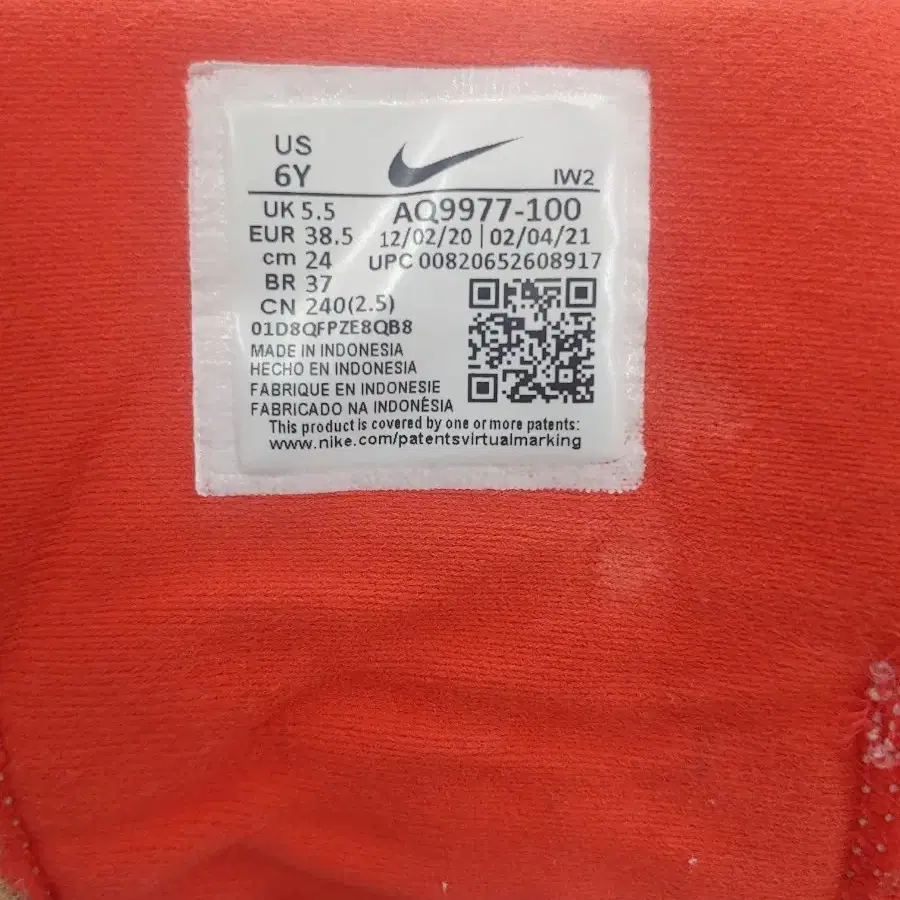 US
6Y
IW2
UK 5.5
AQ9977-100
EUR 38.5
12/02/20 | 02/04/21
cm 24
UPC 00820652608917
BR 37
CN 240(2.5)
01D8QFPZE8QB8
MADE IN INDONESIA
HECHO EN INDONESIA
FABRIQUE EN INDONESIE
FABRICADO NA INDONÉSIA
This product is covered by one or more patents:
www.nike.com/patentsvirtualmarking